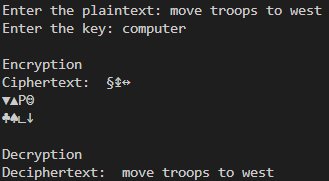 Enter the plaintext: move troops to west
Enter the key: computer
Encryption
Ciphertext: §↨↔
▼▲P☺
♣♠∟↓
Decryption
Deciphertext: move troops to west